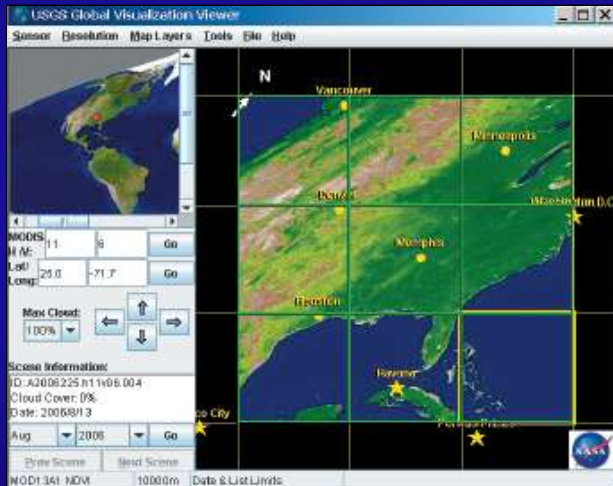 USGS Global Visualization Viewer
Sensor Resolution Map Layers Tools File Help
N
Vancouver
Minneapolis
Denver
Washington D.C
Memphis
Houston
Havana
co City
MODIS
H /V: 11 6 Go
Lat/
Long: 25.0 -71.7 Go
Max Cloud:
100%
Scene Information:
ID: A2006225.h11v06.004
Cloud Cover: 0%
Date: 2006/8/13
Aug 2006 Go
Prev Scene Next Scene
NASA
MOD13A1 NDVI 1000m Date & List Limits